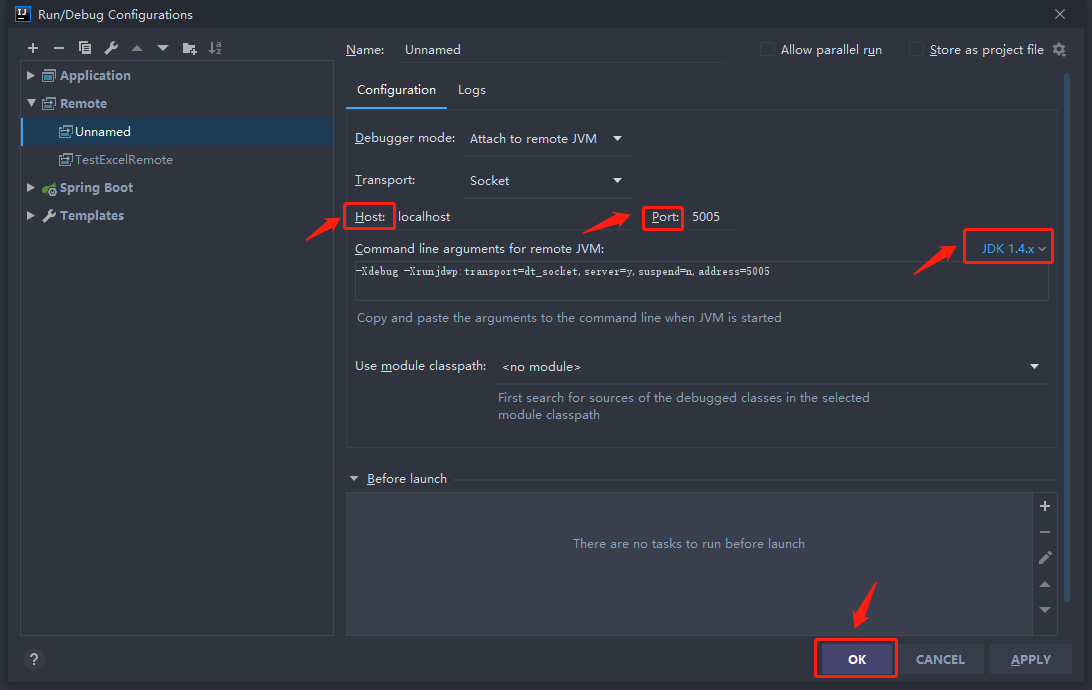 Run/Debug Configurations
Name: Unnamed
Allow parallel run
Store as project file
Application
Remote
Unnamed
TestExcelRemote
Spring Boot
Templates
Configuration
Logs
Debugger mode: Attach to remote JVM
Transport: Socket
Host: localhost
Port: 5005
Command line arguments for remote JVM:
JDK 1.4.x
-Xdebug -Xrunjdwp:transport=dt_socket,server=y,suspend=n,address=5005
Copy and paste the arguments to the command line when JVM is started
Use module classpath: <no module>
First search for sources of the debugged classes in the selected
module classpath
Before launch
There are no tasks to run before launch
?
OK
CANCEL
APPLY